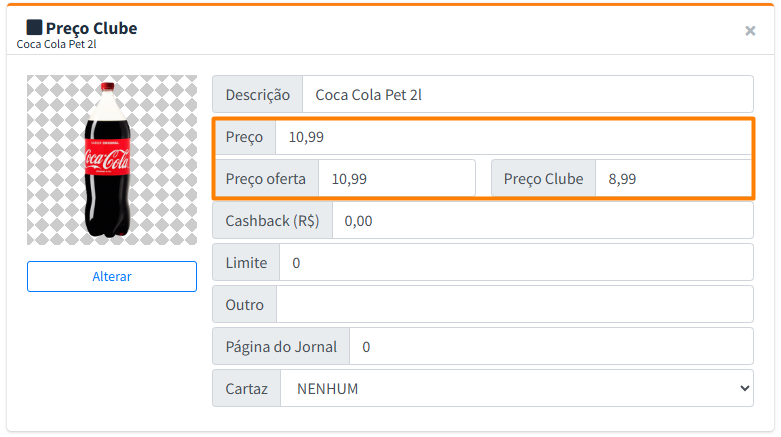 Preço Clube
×
Coca Cola Pet 2l
Descrição Coca Cola Pet 2l
Preço 10,99
Preço oferta 10,99 Preço Clube 8,99
Cashback (R$) 0,00
Limite 0
Outro
Página do Jornal 0
Cartaz NENHUM
Coca-Cola
Alterar